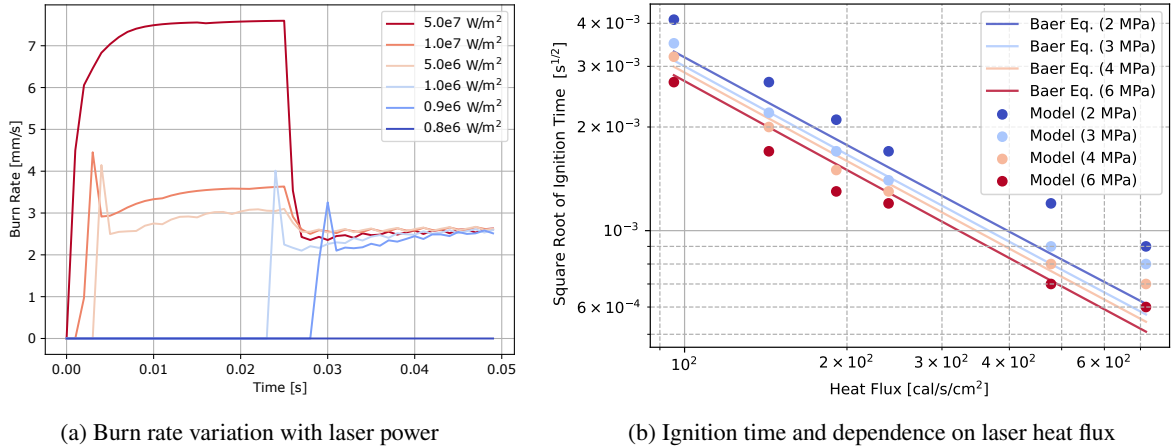 Burn Rate [mm/s]
7
6
5
4
3
2
1
0
0.00
0.01
0.02
0.03
0.04
0.05
Time [s]
5.0e7 W/m²
1.0e7 W/m²
5.0e6 W/m²
1.0e6 W/m²
0.9e6 W/m²
0.8e6 W/m²
(a) Burn rate variation with laser power
Square Root of Ignition Time [s^{1/2}]
4 × 10⁻³
3 × 10⁻³
2 × 10⁻³
10⁻³
6 × 10⁻⁴
10²
2 × 10²
3 × 10²
4 × 10²
6 × 10²
Heat Flux [cal/s/cm²]
Baer Eq. (2 MPa)
Baer Eq. (3 MPa)
Baer Eq. (4 MPa)
Baer Eq. (6 MPa)
Model (2 MPa)
Model (3 MPa)
Model (4 MPa)
Model (6 MPa)
(b) Ignition time and dependence on laser heat flux